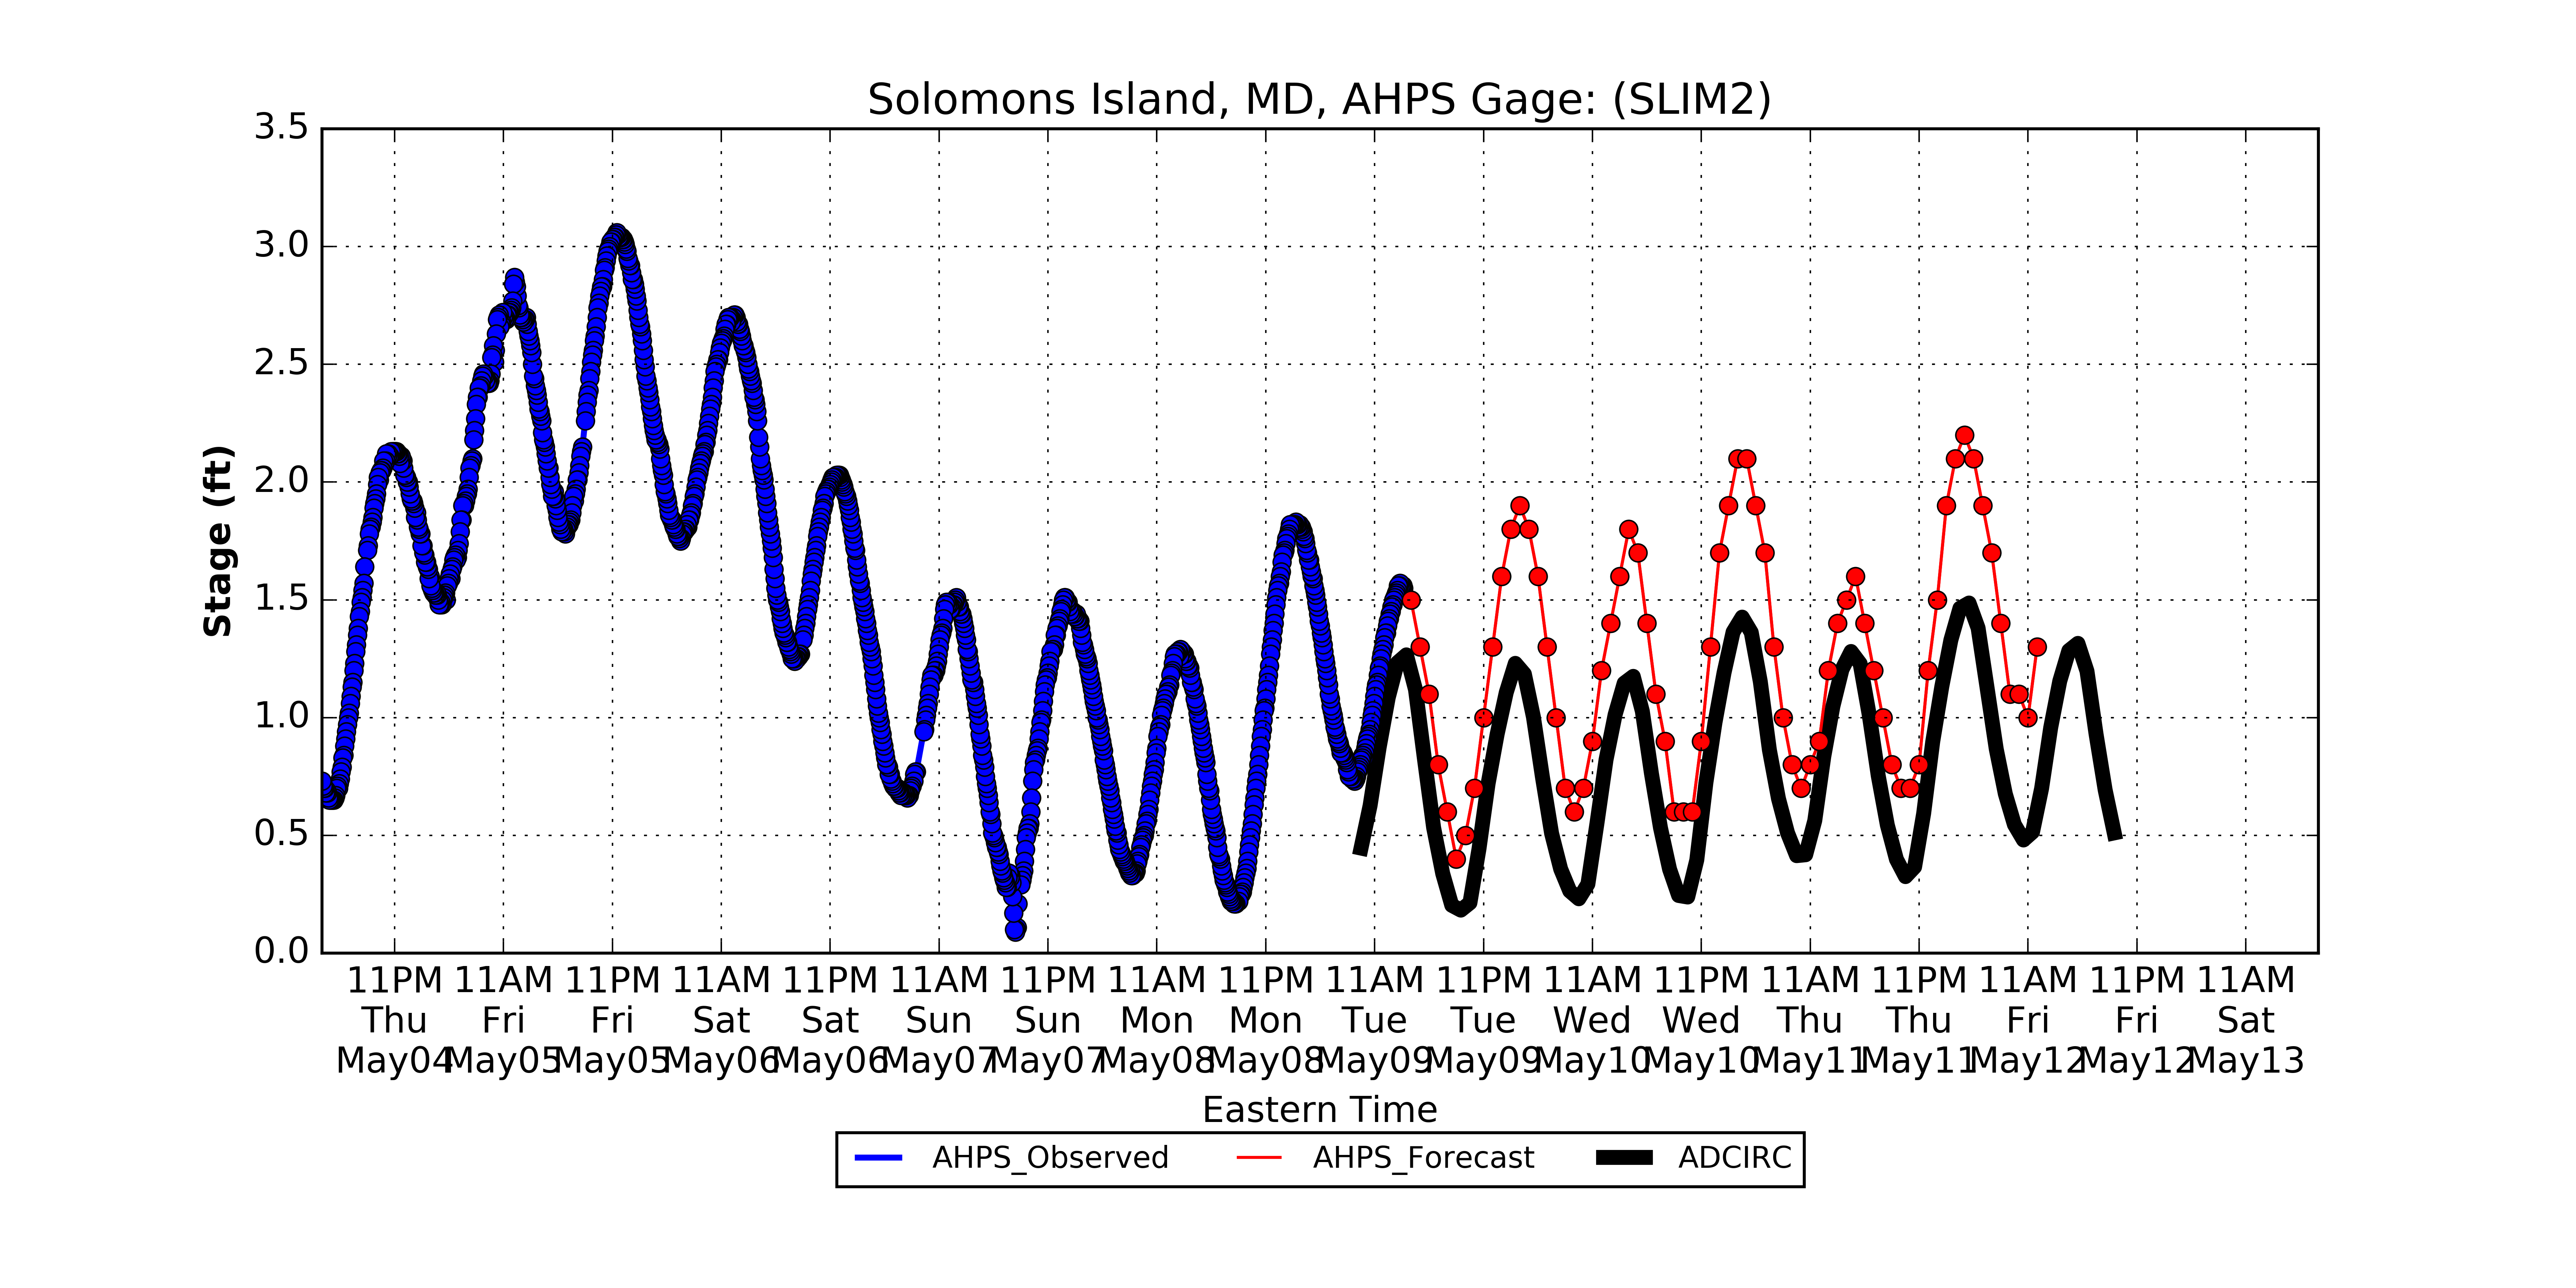 Solomons Island, MD, AHPS Gage: (SLIM2)
3.5
3.0
2.5
2.0
1.5
1.0
0.5
0.0
Stage (ft)
11PM 11AM 11PM 11AM 11PM 11AM 11PM 11AM 11PM 11AM 11PM 11AM 11PM 11AM 11PM 11AM 11PM 11AM
Thu Fri Fri Sat Sat Sun Sun Mon Mon Tue Tue Wed Wed Thu Thu Fri Fri Sat
May04 May05 May05 May06 May06 May07 May07 May08 May08 May09 May09 May10 May10 May11 May11 May12 May12 May13
Eastern Time
AHPS_Observed AHPS_Forecast ADCIRC